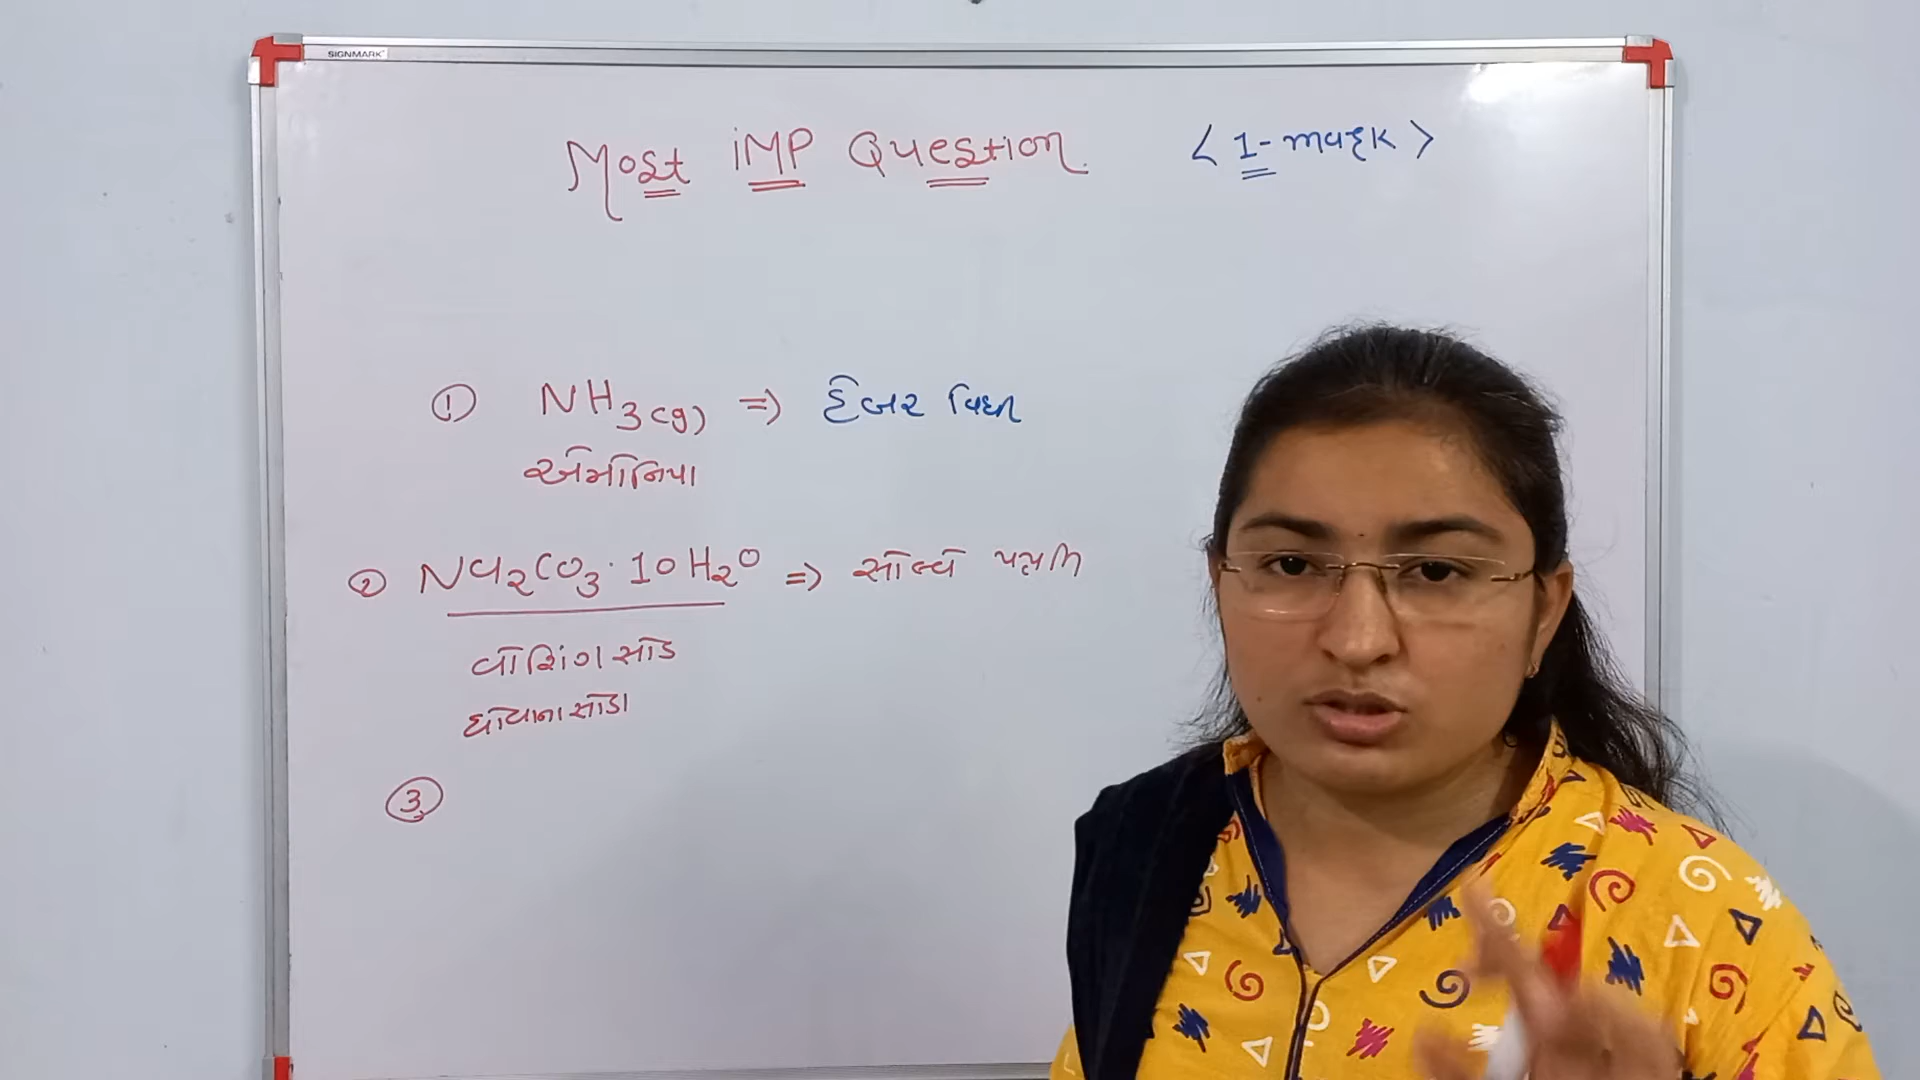 SIGNMARK
Most iMP Question. < 1-mark >
① NH3(g) => હેબર વિધિ
એમોનિયા
② Na2CO3·10H2O => સોલ્વે પદ્ધતિ
વોશિંગ સોડ
ધોવાના સોડા
③